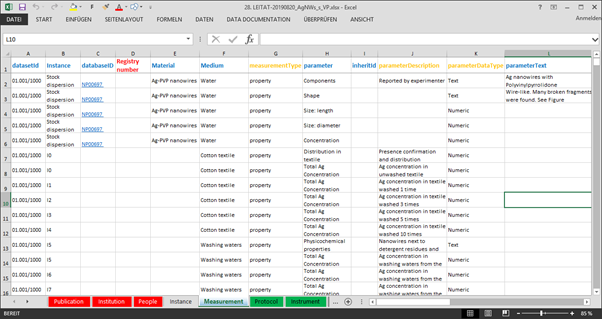 28. LEITAT-20190820_AgNWs_s_VP.xlsx - Excel
DATEI START EINFÜGEN SEITENLAYOUT FORMELN DATEN DATA DOCUMENTATION ÜBERPRÜFEN ANSICHT Anmelden
L10 fx
A B C D E F G H I J K L
1 datasetId Instance databaseID Registry number Material Medium measurementType parameter inheritId parameterDescription parameterDataType parameterText
2 01.001/1000 Stock dispersion NP00697 Ag-PVP nanowires Water property Components Reported by experimenter Text Ag nanowires with Polyvinylpyrrolidone
3 01.001/1000 Stock dispersion NP00697 Ag-PVP nanowires Water property Shape Text Wire-like. Many broken fragments were found. See Figure
4 01.001/1000 Stock dispersion NP00697 Ag-PVP nanowires Water property Size: length Numeric
5 01.001/1000 Stock dispersion NP00697 Ag-PVP nanowires Water property Size: diameter Numeric
6 01.001/1000 Stock dispersion NP00697 Ag-PVP nanowires Water property Concentration Numeric
7 01.001/1000 I0 Cotton textile property Distribution in textile Presence confirmation and distribution Numeric
8 01.001/1000 I0 Cotton textile property Total Ag Concentration Ag concentration in unwashed textile Numeric
9 01.001/1000 I1 Cotton textile property Total Ag Concentration Ag concentration in textile washed 1 time Numeric
10 01.001/1000 I2 Cotton textile property Total Ag Concentration Ag concentration in textile washed 3 times Numeric
11 01.001/1000 I3 Cotton textile property Total Ag Concentration Ag concentration in textile washed 5 times Numeric
12 01.001/1000 I4 Cotton textile property Total Ag Concentration Ag concentration in textile washed 10 times Numeric
13 01.001/1000 I5 Washing waters property Physicochemical properties Nanowires next to detergent residues and Text
14 01.001/1000 I5 Washing waters property Total Ag Concentration Ag concentration in washing waters from the Numeric
15 01.001/1000 I6 Washing waters property Total Ag Concentration Ag concentration in washing waters from the Numeric
16 01.001/1000 I7 Washing waters property Total Ag Concentration Ag concentration in washing waters from the Numeric
Publication Institution People Instance Measurement Protocol Instrument ...
BEREIT 85 %